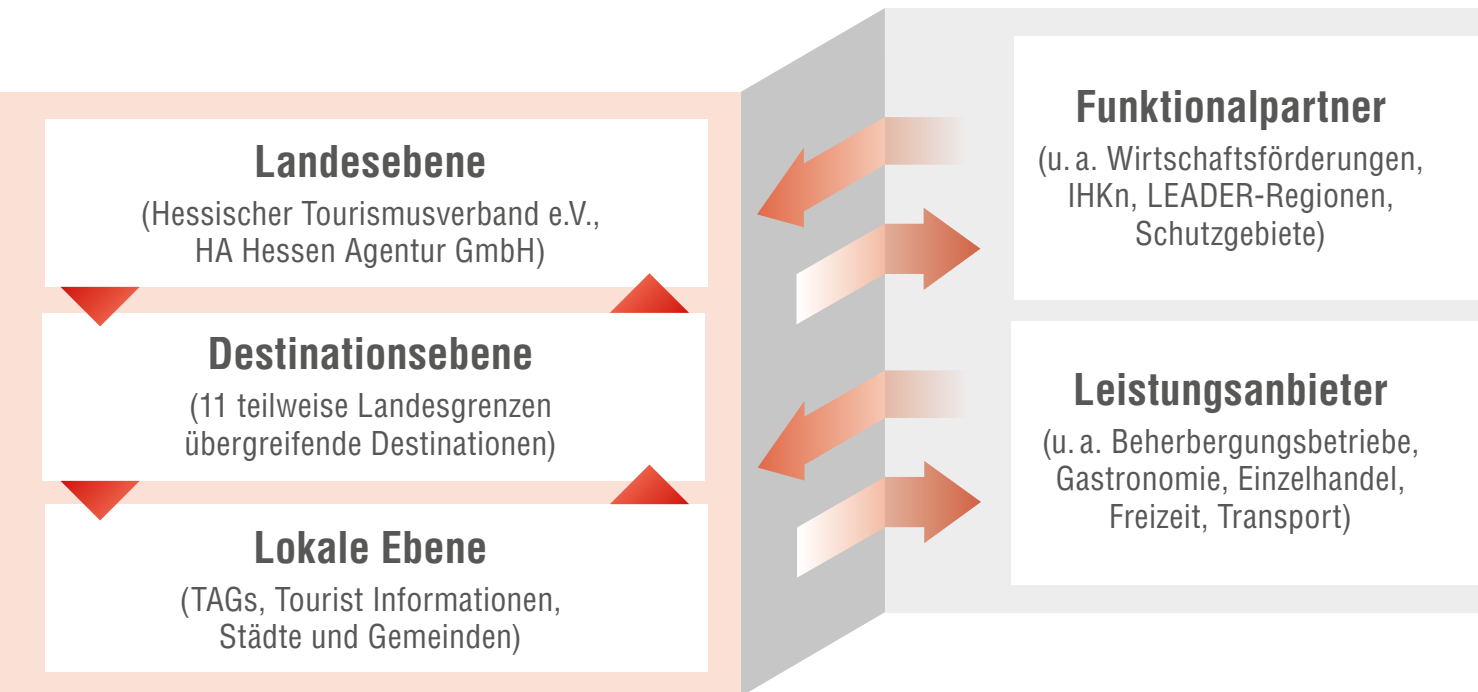 Landesebene
(Hessischer Tourismusverband e.V.,
HA Hessen Agentur GmbH)
Destinationsebene
(11 teilweise Landesgrenzen
übergreifende Destinationen)
Lokale Ebene
(TAGs, Tourist Informationen,
Städte und Gemeinden)
Funktionalpartner
(u. a. Wirtschaftsförderungen,
IHKn, LEADER-Regionen,
Schutzgebiete)
Leistungsanbieter
(u. a. Beherbergungsbetriebe,
Gastronomie, Einzelhandel,
Freizeit, Transport)